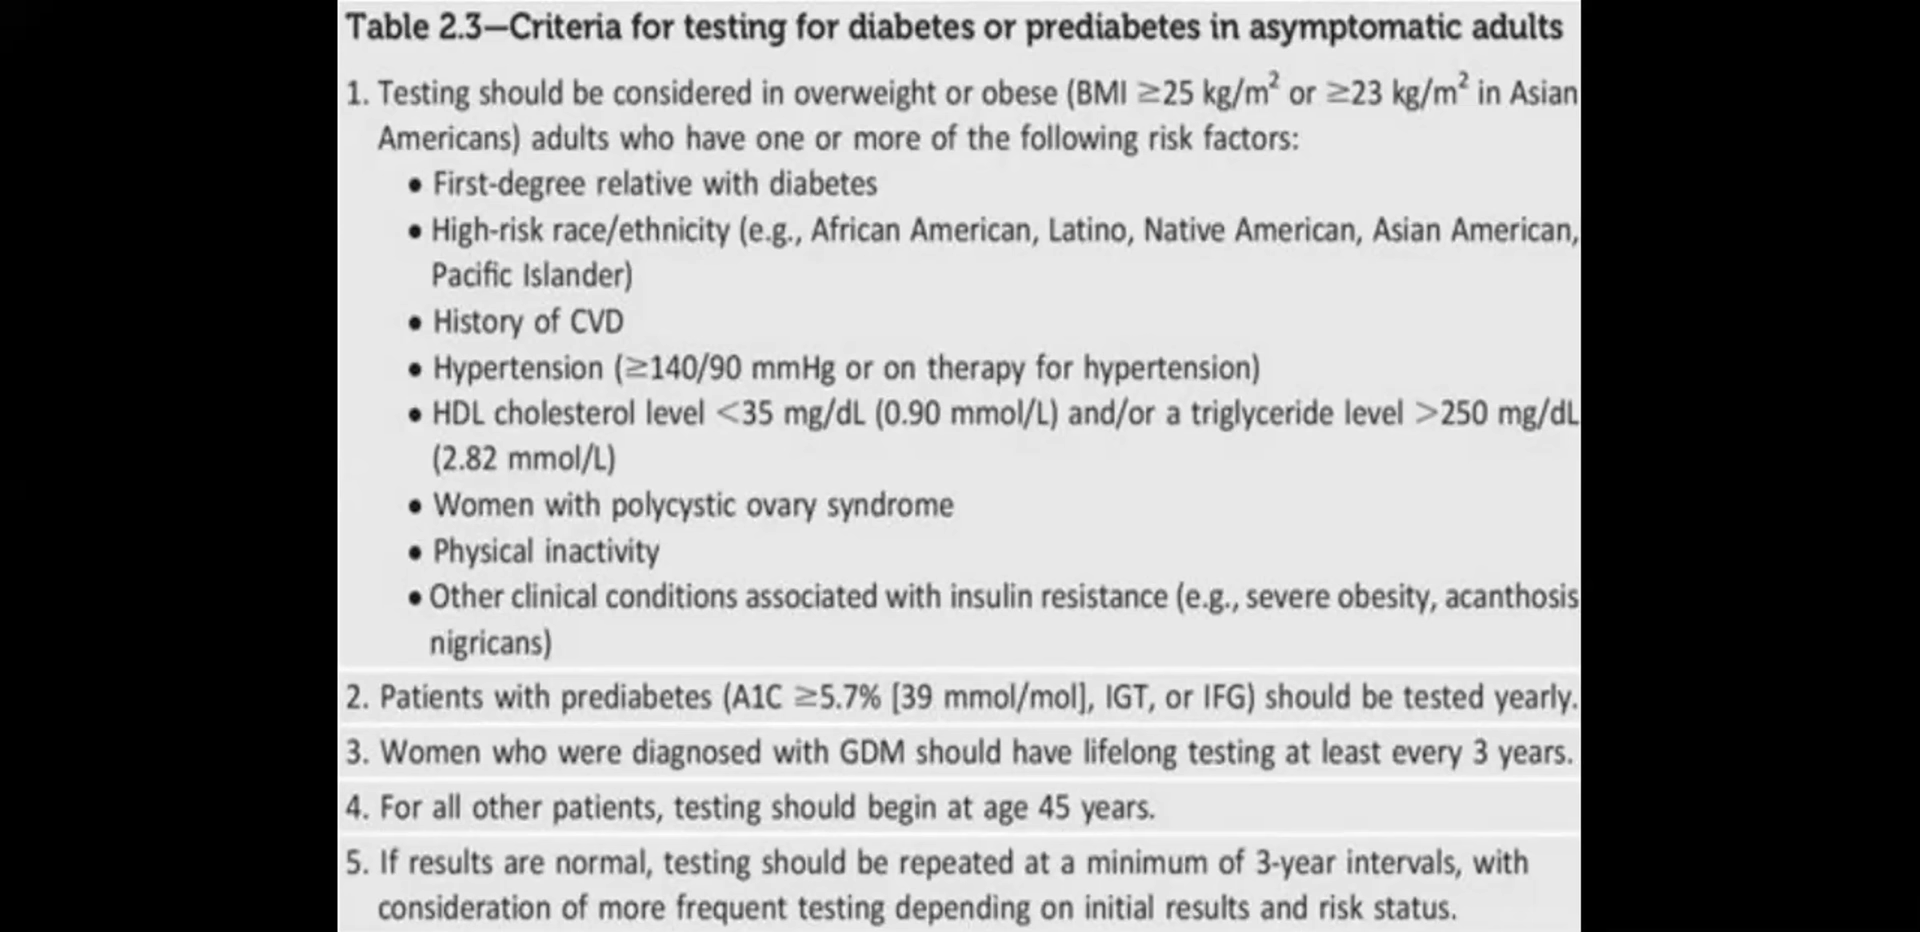 Table 2.3—Criteria for testing for diabetes or prediabetes in asymptomatic adults
1. Testing should be considered in overweight or obese (BMI ≥25 kg/m² or ≥23 kg/m² in Asian
Americans) adults who have one or more of the following risk factors:
• First-degree relative with diabetes
• High-risk race/ethnicity (e.g., African American, Latino, Native American, Asian American,
Pacific Islander)
• History of CVD
• Hypertension (≥140/90 mmHg or on therapy for hypertension)
• HDL cholesterol level <35 mg/dL (0.90 mmol/L) and/or a triglyceride level >250 mg/dL
(2.82 mmol/L)
• Women with polycystic ovary syndrome
• Physical inactivity
• Other clinical conditions associated with insulin resistance (e.g., severe obesity, acanthosis
nigricans)
2. Patients with prediabetes (A1C ≥5.7% [39 mmol/mol], IGT, or IFG) should be tested yearly.
3. Women who were diagnosed with GDM should have lifelong testing at least every 3 years.
4. For all other patients, testing should begin at age 45 years.
5. If results are normal, testing should be repeated at a minimum of 3-year intervals, with
consideration of more frequent testing depending on initial results and risk status.